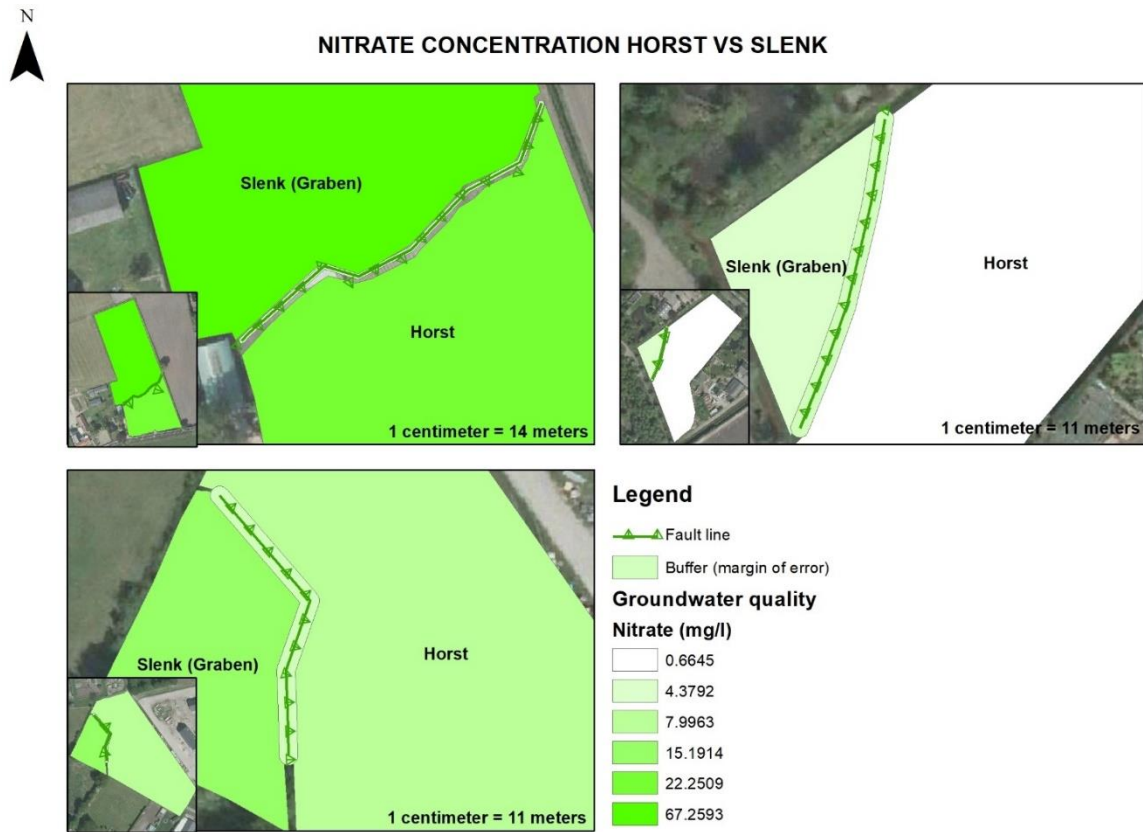 N
NITRATE CONCENTRATION HORST VS SLENK
Slenk (Graben)
Horst
1 centimeter = 14 meters
Slenk (Graben)
Horst
1 centimeter = 11 meters
Slenk (Graben)
Horst
1 centimeter = 11 meters
Legend
Fault line
Buffer (margin of error)
Groundwater quality
Nitrate (mg/l)
0.6645
4.3792
7.9963
15.1914
22.2509
67.2593